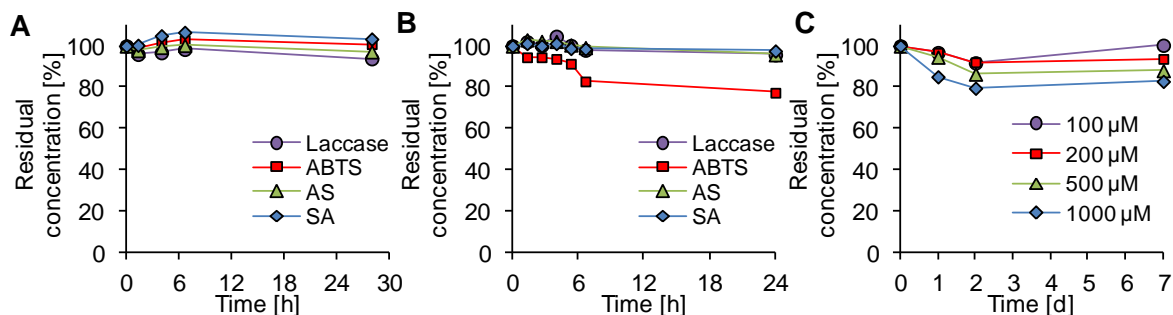 A
Residual
concentration [%]
100
80
60
40
20
0
Laccase
ABTS
AS
SA
0 6 12 18 24 30
Time [h]
B
Residual
concentration [%]
100
80
60
40
20
0
Laccase
ABTS
AS
SA
0 6 12 18 24
Time [h]
C
Residual
concentration [%]
100
80
60
40
20
0
100 µM
200 µM
500 µM
1000 µM
0 1 2 3 4 5 6 7
Time [d]